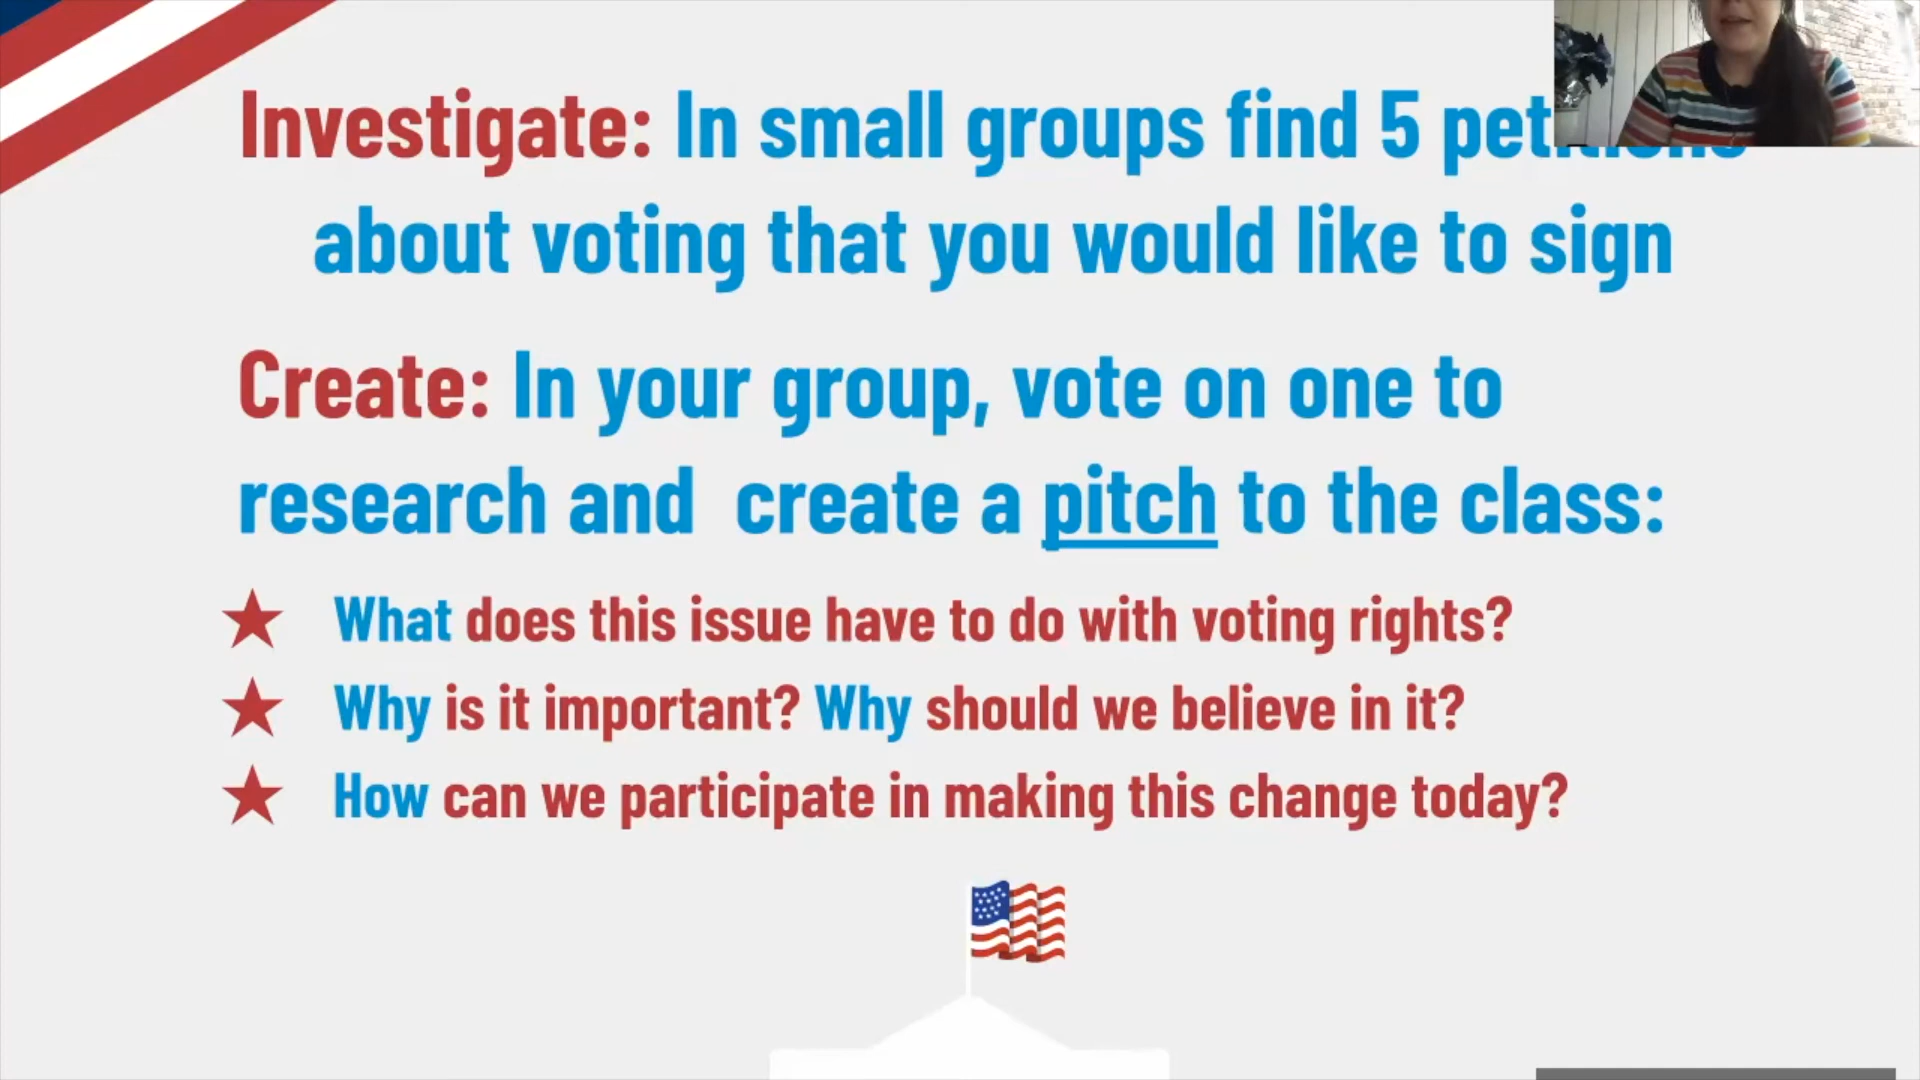 Investigate: In small groups find 5 petitions
about voting that you would like to sign
Create: In your group, vote on one to
research and create a pitch to the class:
What does this issue have to do with voting rights?
Why is it important? Why should we believe in it?
How can we participate in making this change today?